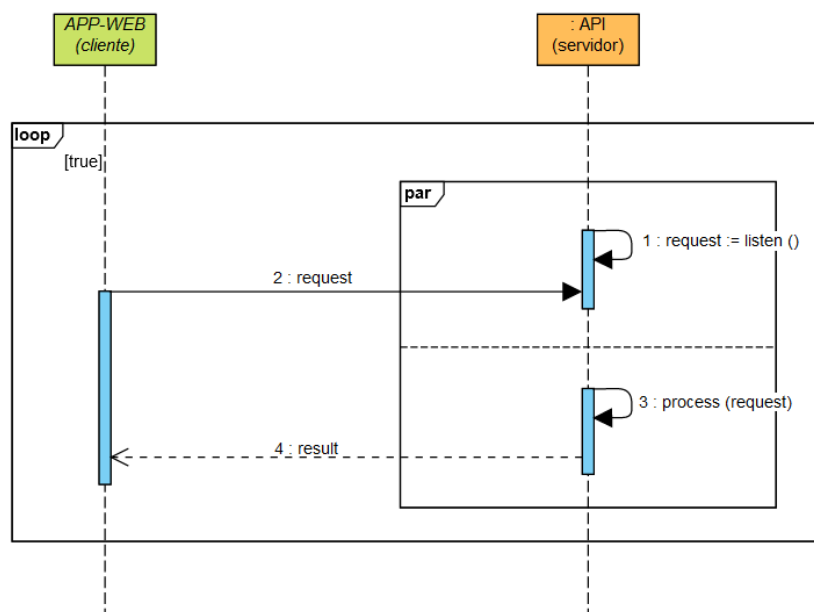 APP-WEB
(cliente)
: API
(servidor)
loop
[true]
par
1 : request := listen ()
2 : request
3 : process (request)
4 : result